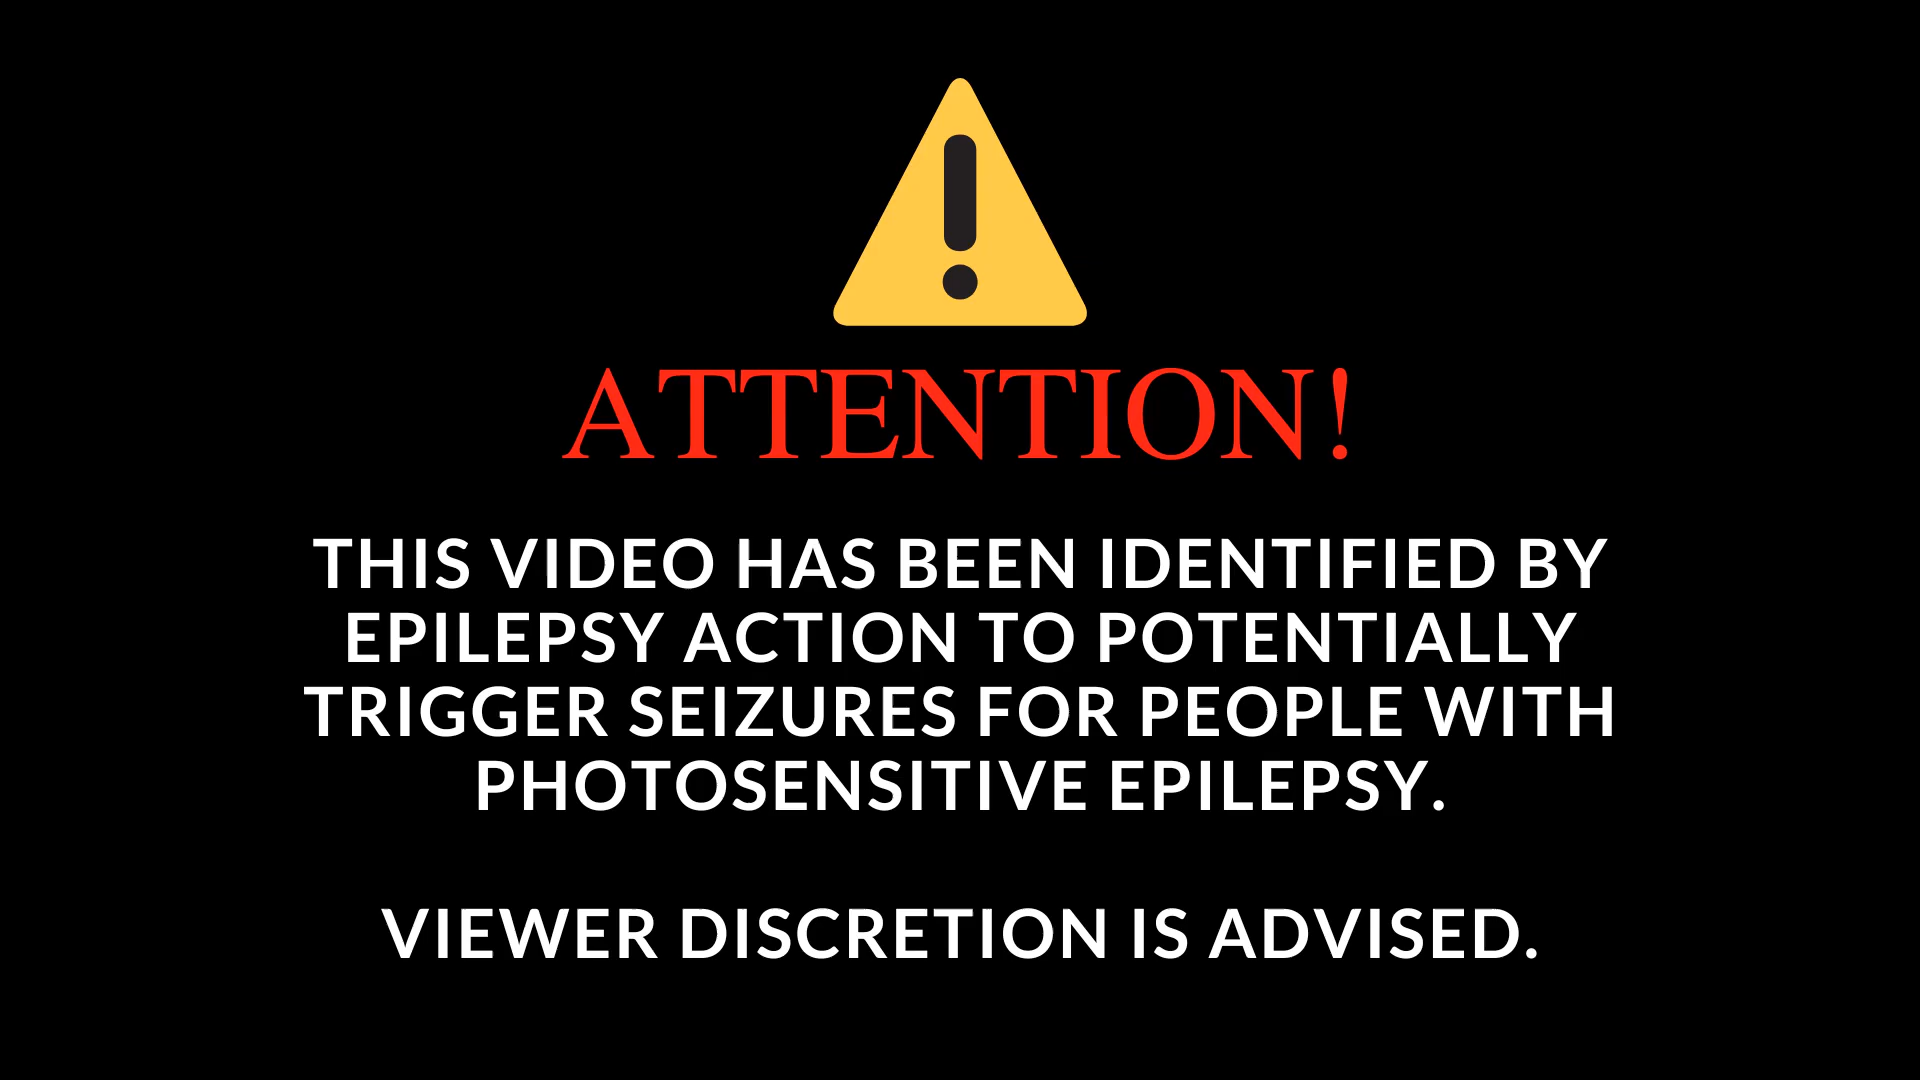 ATTENTION!
THIS VIDEO HAS BEEN IDENTIFIED BY
EPILEPSY ACTION TO POTENTIALLY
TRIGGER SEIZURES FOR PEOPLE WITH
PHOTOSENSITIVE EPILEPSY.
VIEWER DISCRETION IS ADVISED.